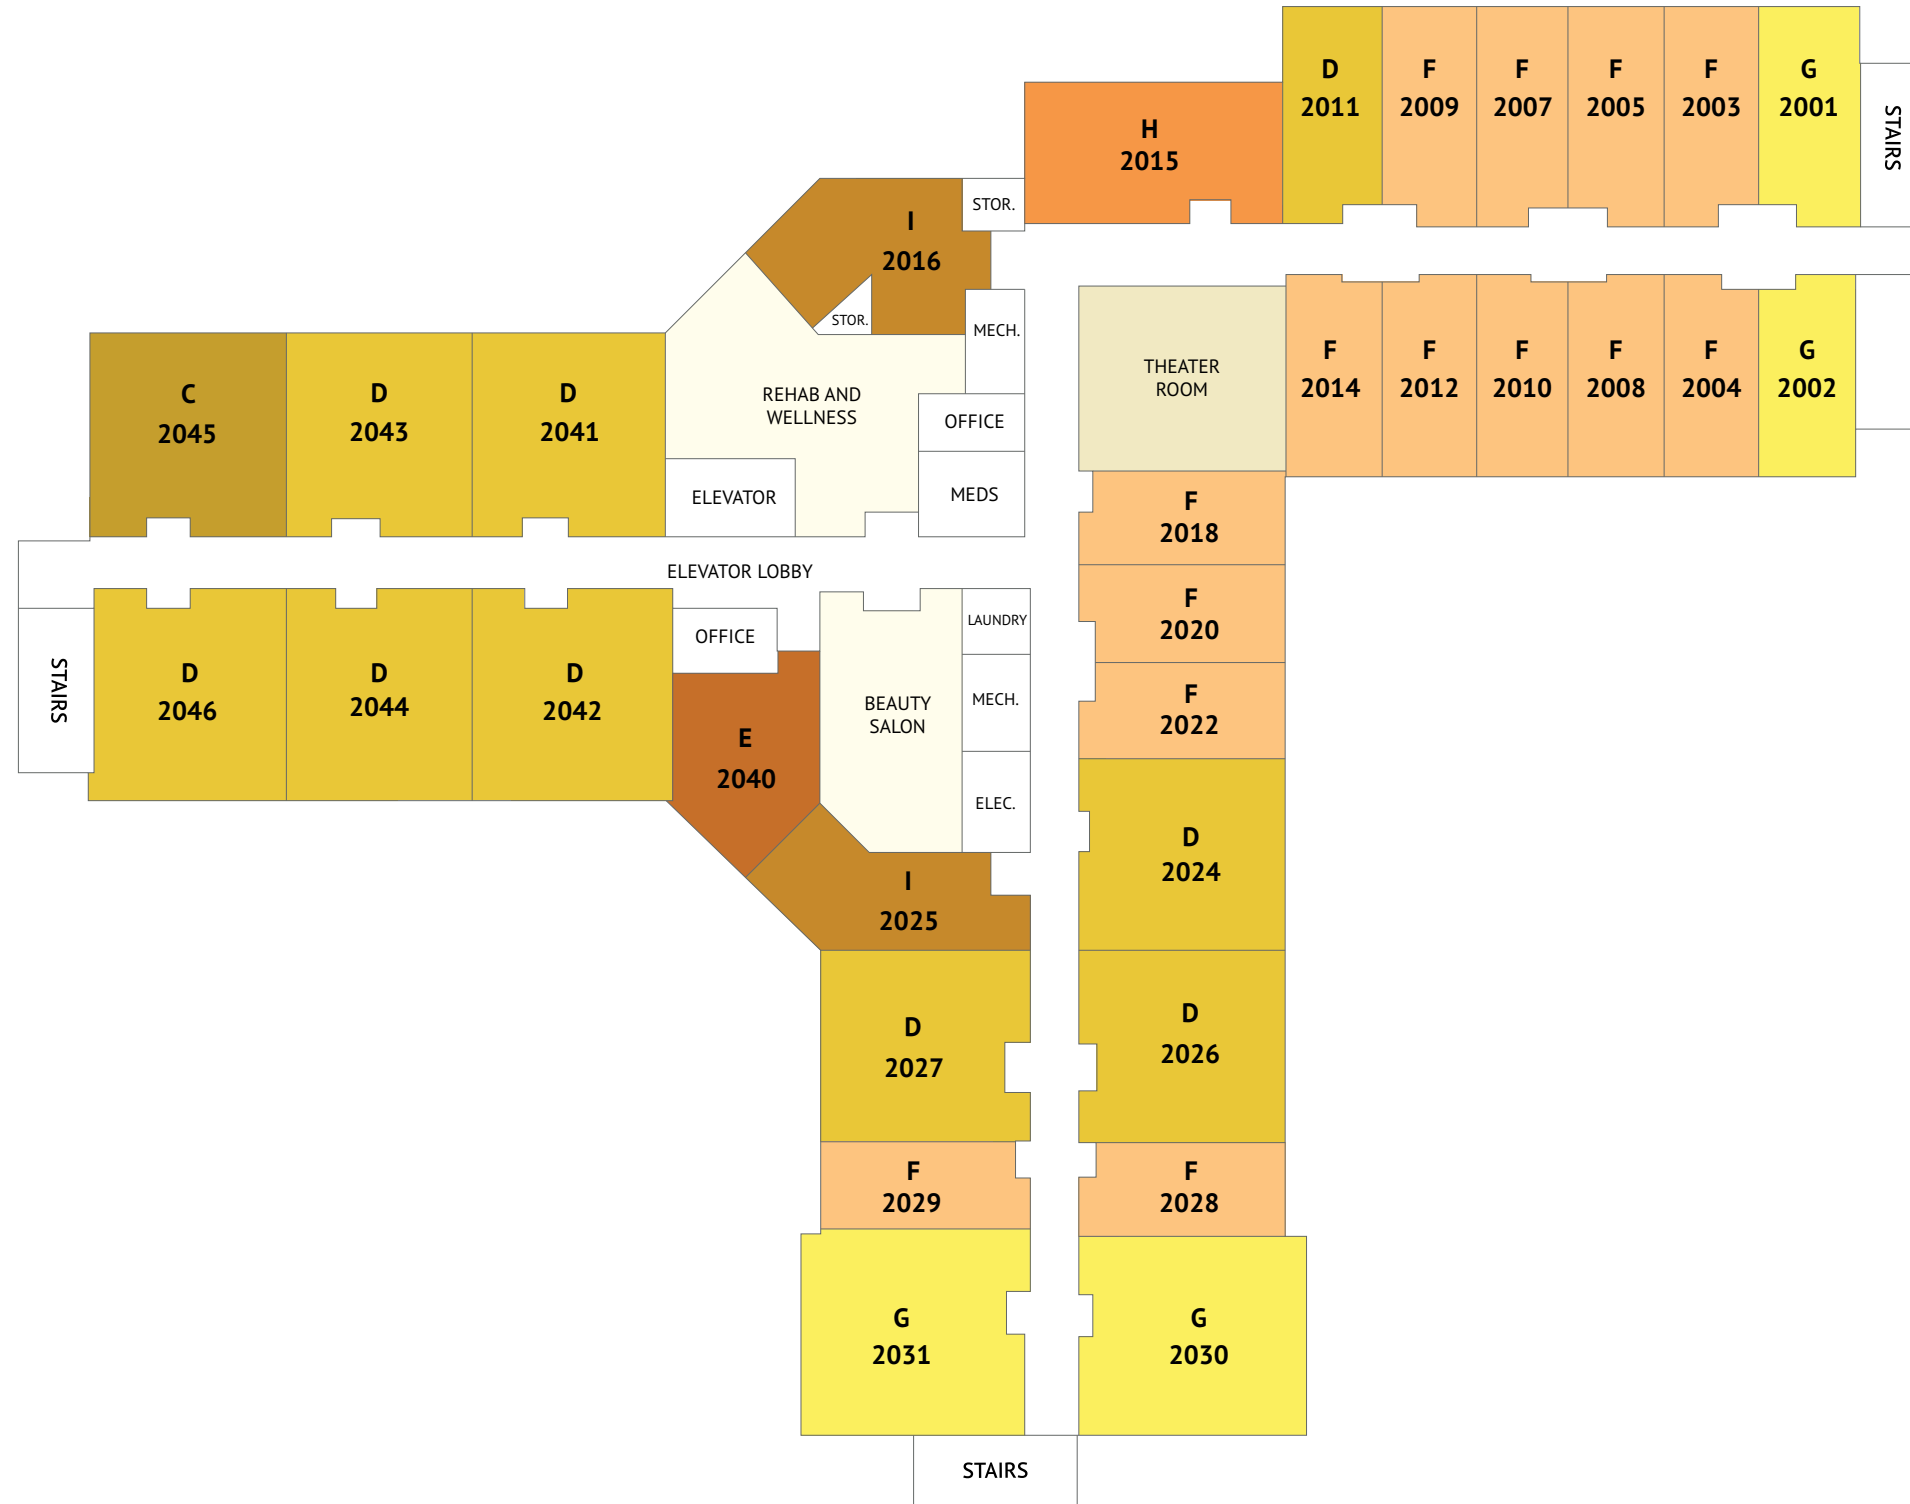 D
2011
F
2009
F
2007
F
2005
F
2003
G
2001
STAIRS
H
2015
I
2016
STOR.
STOR.
MECH.
THEATER
ROOM
F
2014
F
2012
F
2010
F
2008
F
2004
G
2002
C
2045
D
2043
D
2041
REHAB AND
WELLNESS
OFFICE
ELEVATOR
MEDS
F
2018
ELEVATOR LOBBY
STAIRS
D
2046
D
2044
D
2042
OFFICE
E
2040
BEAUTY
SALON
LAUNDRY
MECH.
ELEC.
F
2020
F
2022
D
2024
I
2025
D
2027
D
2026
F
2029
F
2028
G
2031
G
2030
STAIRS